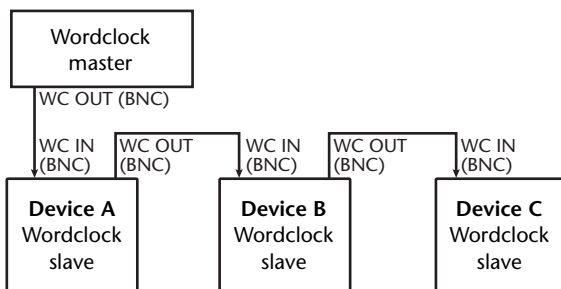 Wordclock
master
WC OUT (BNC)
WC IN
(BNC)
WC OUT
(BNC)
WC IN
(BNC)
WC OUT
(BNC)
WC IN
(BNC)
Device A
Wordclock
slave
Device B
Wordclock
slave
Device C
Wordclock
slave